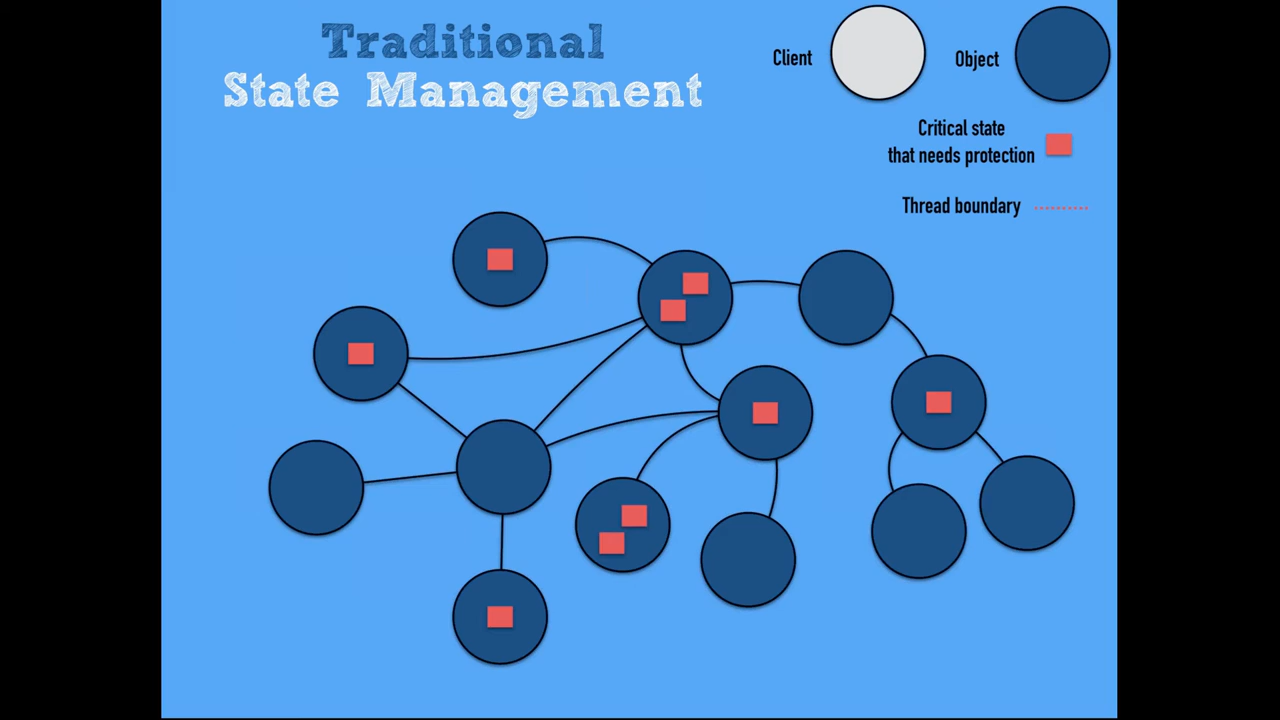 Traditional
State Management
Client
Object
Critical state
that needs protection
Thread boundary